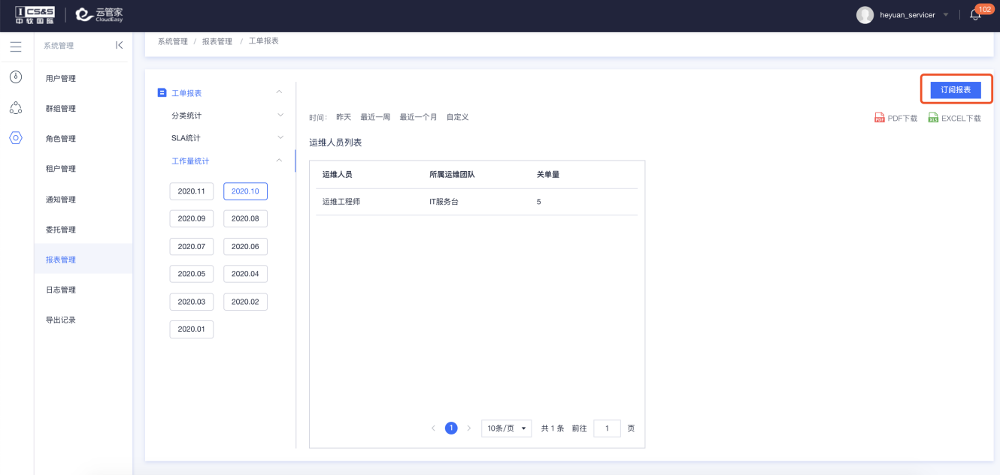 CS&S
中软国际
云管家
CloudEasy
heyuan_servicer
102
系统管理
用户管理
群组管理
角色管理
租户管理
通知管理
委托管理
报表管理
日志管理
导出记录
系统管理 / 报表管理 / 工单报表
工单报表
分类统计
SLA统计
工作量统计
2020.11 2020.10
2020.09 2020.08
2020.07 2020.06
2020.05 2020.04
2020.03 2020.02
2020.01
订阅报表
时间： 昨天 最近一周 最近一个月 自定义
PDF PDF下载 XLS EXCEL下载
运维人员列表
运维人员 所属运维团队 关单量
运维工程师 IT服务台 5
< 1 > 10条/页 共 1 条 前往 1 页